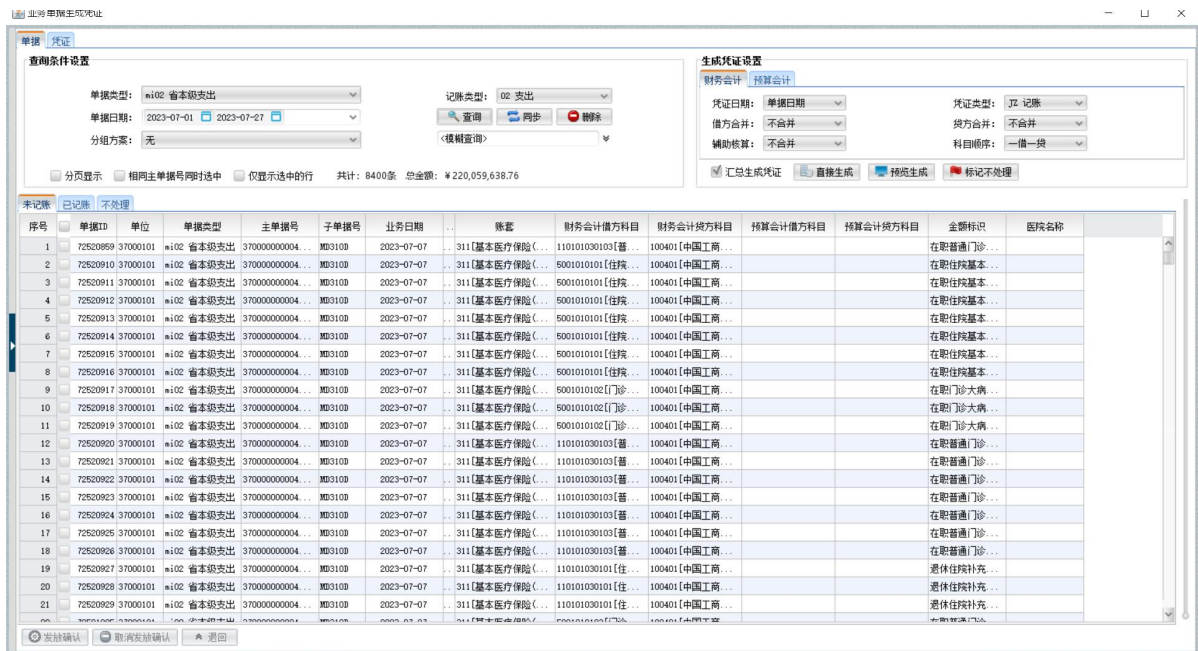 业务单据生成凭证
单据 凭证
查询条件设置
单据类型: mi02 省本级支出 记账类型: 02 支出
单据日期: 2023-07-01 2023-07-27 查询 同步 删除
分组方案: 无 <模糊查询>
分页显示 相同主单据号同时选中 仅显示选中的行 共计: 8400条 总金额: ¥220,059,638.76
生成凭证设置
财务会计 预算会计
凭证日期: 单据日期 凭证类型: JZ 记账
借方合并: 不合并 贷方合并: 不合并
辅助核算: 不合并 科目顺序: 一借一贷
汇总生成凭证 直接生成 预览生成 标记不处理
未记账 已记账 不处理
序号 单据ID 单位 单据类型 主单据号 子单据号 业务日期 .. 账套 财务会计借方科目 财务会计贷方科目 预算会计借方科目 预算会计贷方科目 金额标识 医院名称
1 72520859 37000101 mi02 省本级支出 370000000004... MD310D 2023-07-07 .. 311[基本医疗保险(... 110101030103[普... 100401[中国工商... 在职普通门诊...
2 72520910 37000101 mi02 省本级支出 370000000004... MD310D 2023-07-07 .. 311[基本医疗保险(... 5001010101[住院... 100401[中国工商... 在职住院基本...
3 72520911 37000101 mi02 省本级支出 370000000004... MD310D 2023-07-07 .. 311[基本医疗保险(... 5001010101[住院... 100401[中国工商... 在职住院基本...
4 72520912 37000101 mi02 省本级支出 370000000004... MD310D 2023-07-07 .. 311[基本医疗保险(... 5001010101[住院... 100401[中国工商... 在职住院基本...
5 72520913 37000101 mi02 省本级支出 370000000004... MD310D 2023-07-07 .. 311[基本医疗保险(... 5001010101[住院... 100401[中国工商... 在职住院基本...
6 72520914 37000101 mi02 省本级支出 370000000004... MD310D 2023-07-07 .. 311[基本医疗保险(... 5001010101[住院... 100401[中国工商... 在职住院基本...
7 72520915 37000101 mi02 省本级支出 370000000004... MD310D 2023-07-07 .. 311[基本医疗保险(... 5001010101[住院... 100401[中国工商... 在职住院基本...
8 72520916 37000101 mi02 省本级支出 370000000004... MD310D 2023-07-07 .. 311[基本医疗保险(... 5001010101[住院... 100401[中国工商... 在职住院基本...
9 72520917 37000101 mi02 省本级支出 370000000004... MD310D 2023-07-07 .. 311[基本医疗保险(... 5001010102[门诊... 100401[中国工商... 在职门诊大病...
10 72520918 37000101 mi02 省本级支出 370000000004... MD310D 2023-07-07 .. 311[基本医疗保险(... 5001010102[门诊... 100401[中国工商... 在职门诊大病...
11 72520919 37000101 mi02 省本级支出 370000000004... MD310D 2023-07-07 .. 311[基本医疗保险(... 5001010102[门诊... 100401[中国工商... 在职门诊大病...
12 72520920 37000101 mi02 省本级支出 370000000004... MD310D 2023-07-07 .. 311[基本医疗保险(... 110101030103[普... 100401[中国工商... 在职普通门诊...
13 72520921 37000101 mi02 省本级支出 370000000004... MD310D 2023-07-07 .. 311[基本医疗保险(... 110101030103[普... 100401[中国工商... 在职普通门诊...
14 72520922 37000101 mi02 省本级支出 370000000004... MD310D 2023-07-07 .. 311[基本医疗保险(... 110101030103[普... 100401[中国工商... 在职普通门诊...
15 72520923 37000101 mi02 省本级支出 370000000004... MD310D 2023-07-07 .. 311[基本医疗保险(... 110101030103[普... 100401[中国工商... 在职普通门诊...
16 72520924 37000101 mi02 省本级支出 370000000004... MD310D 2023-07-07 .. 311[基本医疗保险(... 110101030103[普... 100401[中国工商... 在职普通门诊...
17 72520925 37000101 mi02 省本级支出 370000000004... MD310D 2023-07-07 .. 311[基本医疗保险(... 110101030103[普... 100401[中国工商... 在职普通门诊...
18 72520926 37000101 mi02 省本级支出 370000000004... MD310D 2023-07-07 .. 311[基本医疗保险(... 110101030103[普... 100401[中国工商... 在职普通门诊...
19 72520927 37000101 mi02 省本级支出 370000000004... MD310D 2023-07-07 .. 311[基本医疗保险(... 110101030101[住... 100401[中国工商... 退休住院补充...
20 72520928 37000101 mi02 省本级支出 370000000004... MD310D 2023-07-07 .. 311[基本医疗保险(... 110101030101[住... 100401[中国工商... 退休住院补充...
21 72520929 37000101 mi02 省本级支出 370000000004... MD310D 2023-07-07 .. 311[基本医疗保险(... 110101030101[住... 100401[中国工商... 退休住院补充...
发放确认 取消发放确认 退回